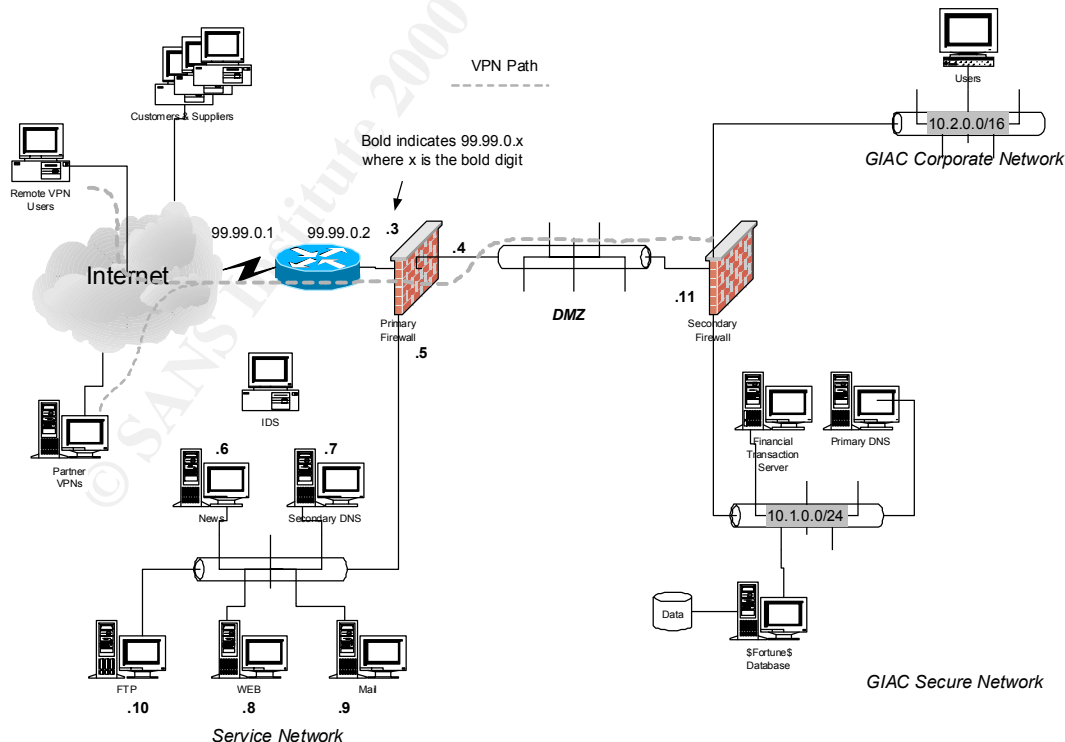 Customers & Suppliers
VPN Path
Users
10.2.0.0/16
GIAC Corporate Network
Bold indicates 99.99.0.x
where x is the bold digit
Remote VPN
Users
99.99.0.1
99.99.0.2
.3
.4
Internet
DMZ
.11
Primary
Firewall
Secondary
Firewall
.5
IDS
Partner
VPNs
.6
.7
News
Secondary DNS
Financial
Transaction
Server
Primary DNS
10.1.0.0/24
Data
$Fortune$
Database
FTP
WEB
Mail
.10
.8
.9
GIAC Secure Network
Service Network
© SANS Institute 2000